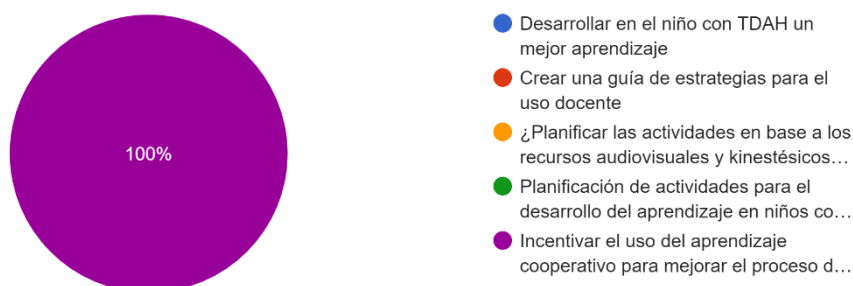 100%
Desarrollar en el niño con TDAH un
mejor aprendizaje
Crear una guía de estrategias para el
uso docente
¿Planificar las actividades en base a los
recursos audiovisuales y kinestésicos…
Planificación de actividades para el
desarrollo del aprendizaje en niños co…
Incentivar el uso del aprendizaje
cooperativo para mejorar el proceso d…